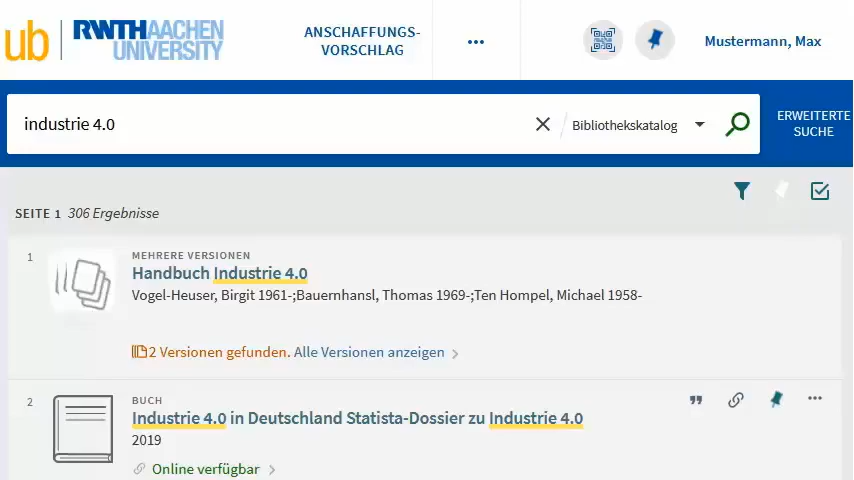 ub RWTHAACHEN
UNIVERSITY
ANSCHAFFUNGS-
VORSCHLAG
Mustermann, Max
industrie 4.0
Bibliothekskatalog
ERWEITERTE
SUCHE
SEITE 1 306 Ergebnisse
1
MEHRERE VERSIONEN
Handbuch Industrie 4.0
Vogel-Heuser, Birgit 1961-;Bauernhansl, Thomas 1969-;Ten Hompel, Michael 1958-
2 Versionen gefunden. Alle Versionen anzeigen
2
BUCH
Industrie 4.0 in Deutschland Statista-Dossier zu Industrie 4.0
2019
Online verfügbar